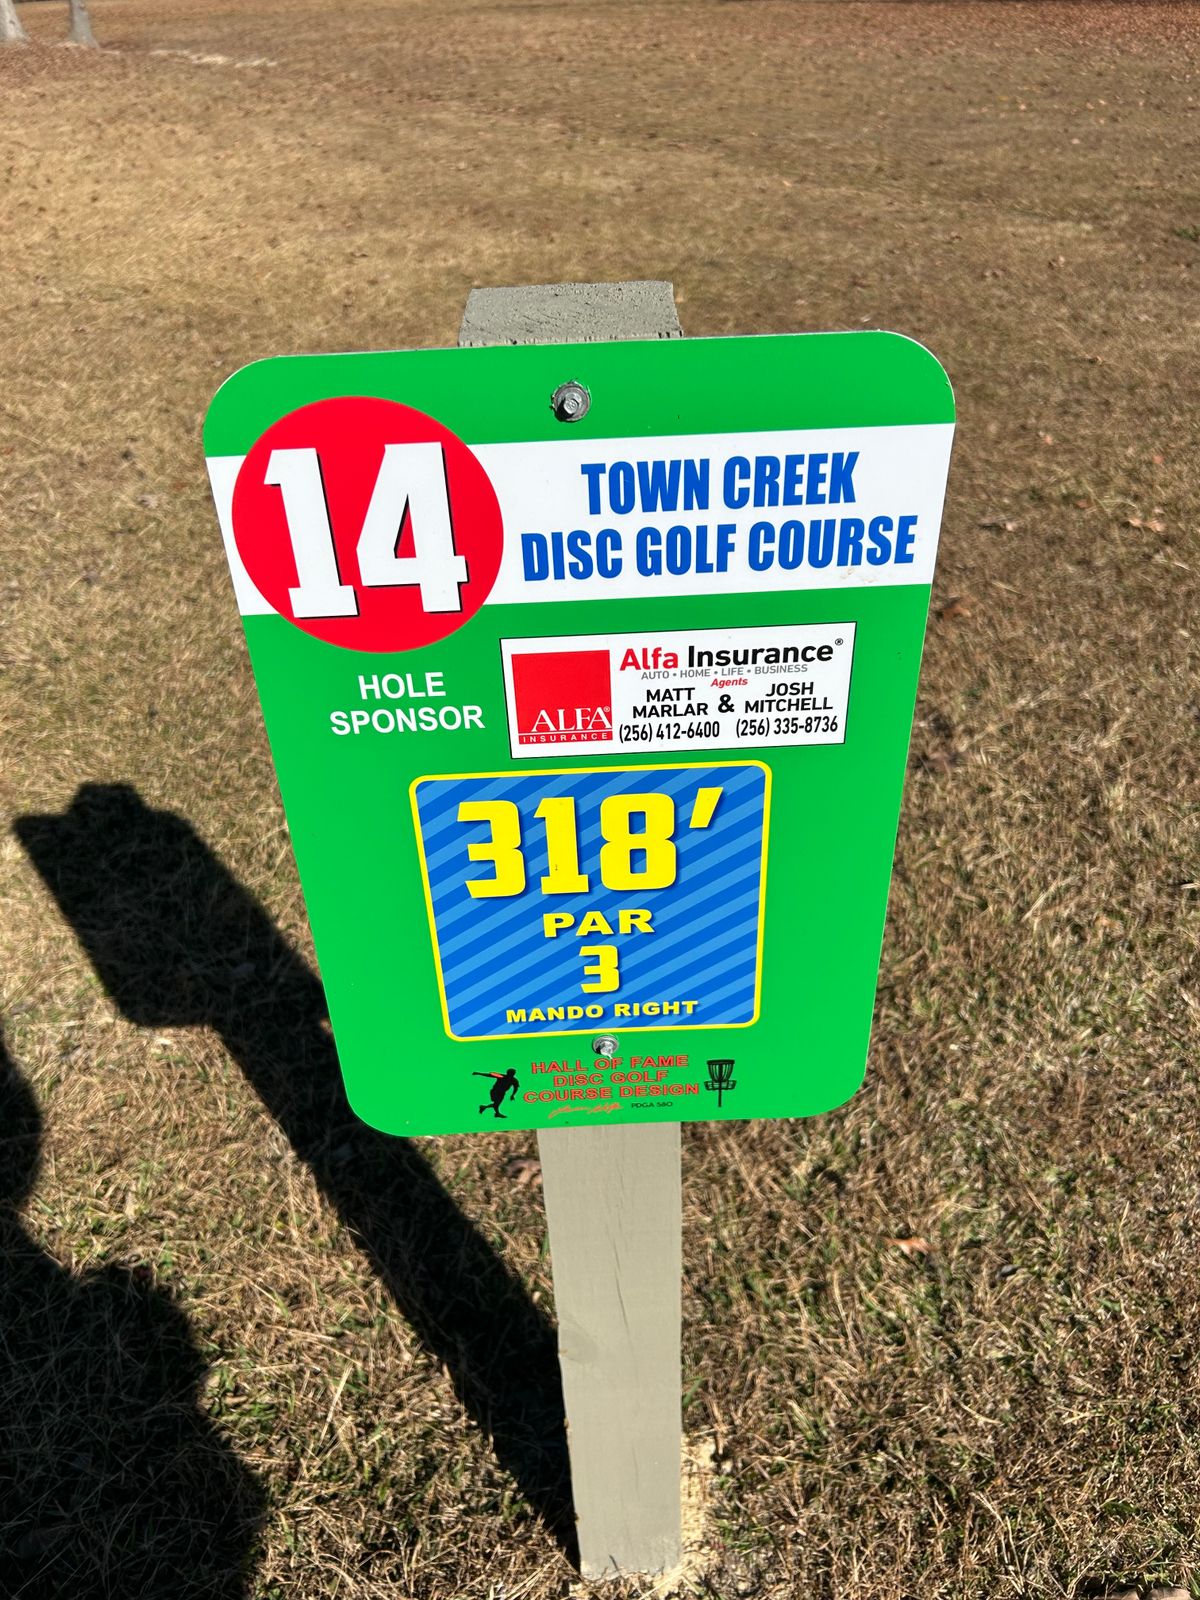 14
TOWN CREEK
DISC GOLF COURSE
HOLE
SPONSOR
ALFA®
INSURANCE
Alfa Insurance®
AUTO • HOME • LIFE • BUSINESS
Agents
MATT MARLAR & JOSH MITCHELL
(256) 412-6400 (256) 335-8736
318'
PAR
3
MANDO RIGHT
HALL OF FAME
DISC GOLF
COURSE DESIGN
PDGA 580